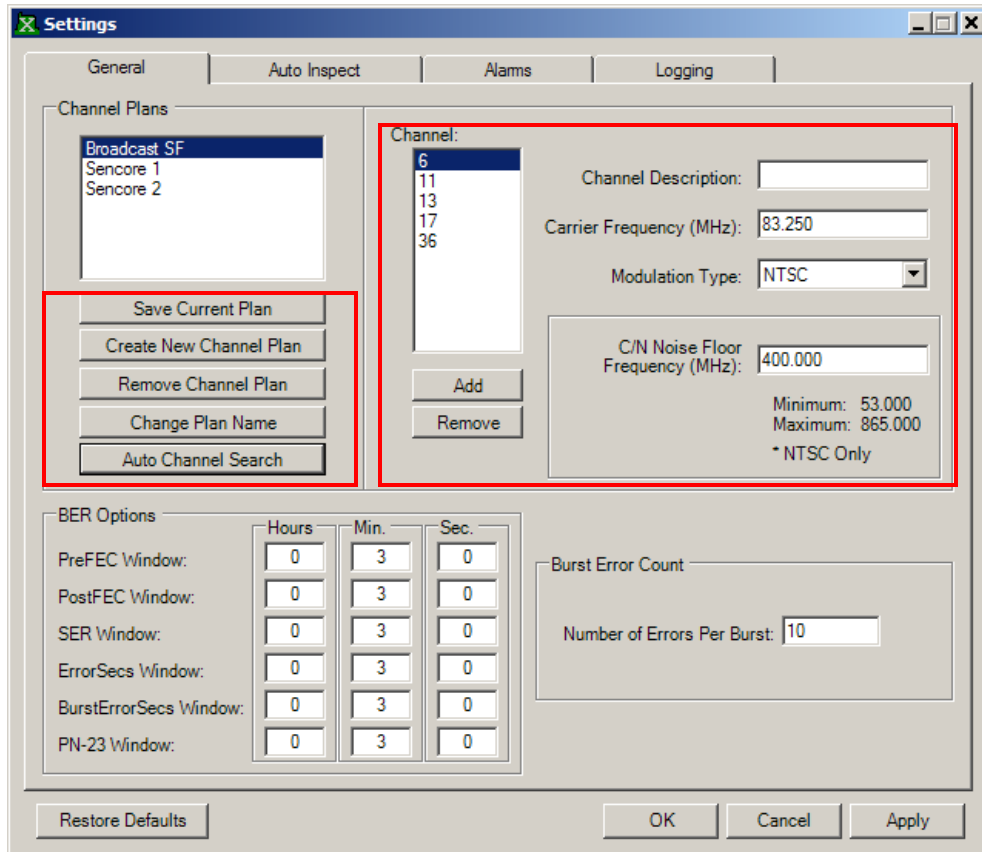 Settings
General
Auto Inspect
Alarms
Logging
Channel Plans
Broadcast SF
Sencore 1
Sencore 2
Save Current Plan
Create New Channel Plan
Remove Channel Plan
Change Plan Name
Auto Channel Search
Channel:
6
11
13
17
36
Add
Remove
Channel Description:
Carrier Frequency (MHz): 83.250
Modulation Type: NTSC
C/N Noise Floor
Frequency (MHz): 400.000
Minimum: 53.000
Maximum: 865.000
* NTSC Only
BER Options
Hours Min. Sec.
PreFEC Window: 0 3 0
PostFEC Window: 0 3 0
SER Window: 0 3 0
ErrorSecs Window: 0 3 0
BurstErrorSecs Window: 0 3 0
PN-23 Window: 0 3 0
Burst Error Count
Number of Errors Per Burst: 10
Restore Defaults
OK
Cancel
Apply